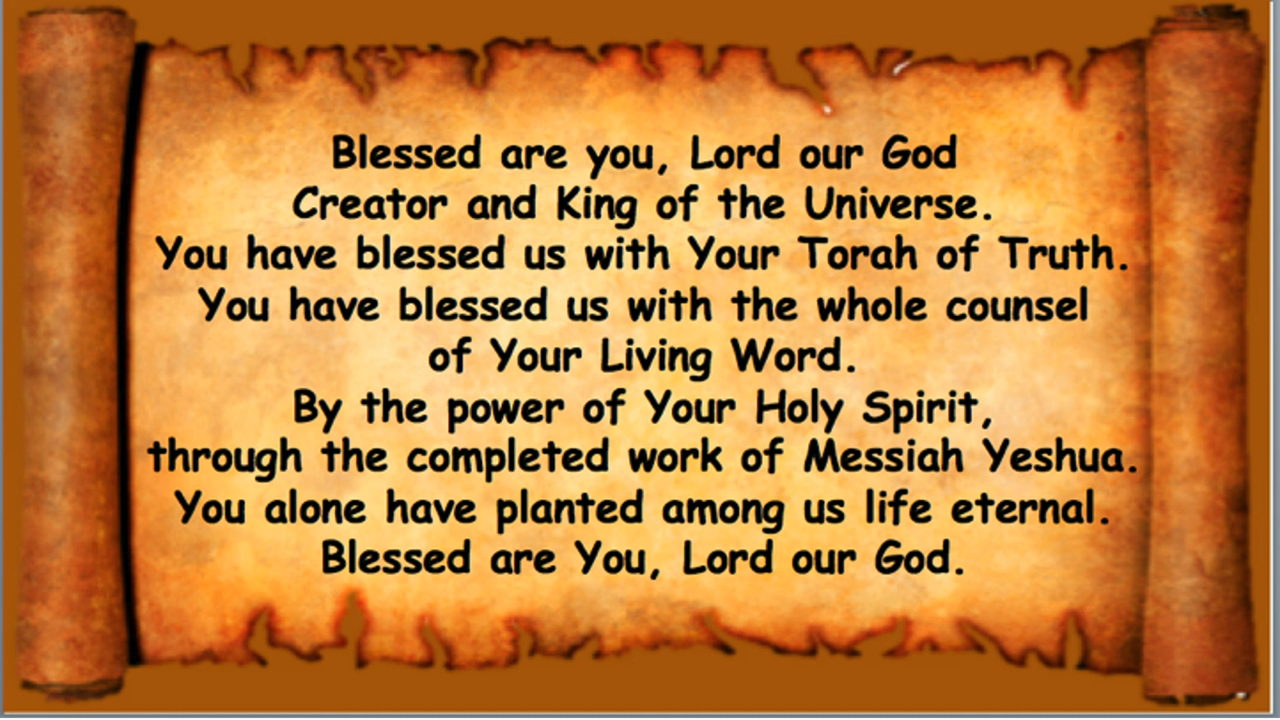 Blessed are you, Lord our God
Creator and King of the Universe.
You have blessed us with Your Torah of Truth.
You have blessed us with the whole counsel
of Your Living Word.
By the power of Your Holy Spirit,
through the completed work of Messiah Yeshua.
You alone have planted among us life eternal.
Blessed are You, Lord our God.